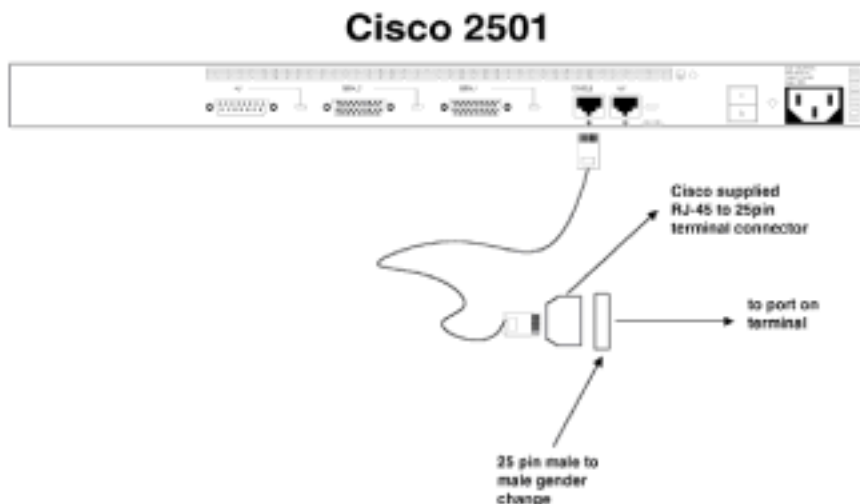 Cisco 2501
CONSOLE
Cisco supplied
RJ-45 to 25pin
terminal connector
to port on
terminal
25 pin male to
male gender
change